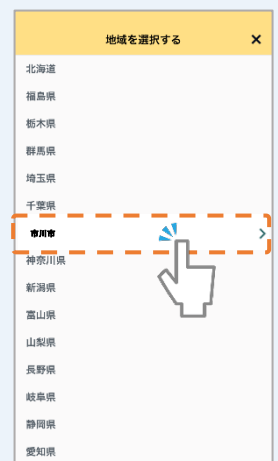 地域を選択する ×
北海道
福島県
栃木県
群馬県
埼玉県
千葉県
市川市
神奈川県
新潟県
富山県
山梨県
長野県
岐阜県
静岡県
愛知県